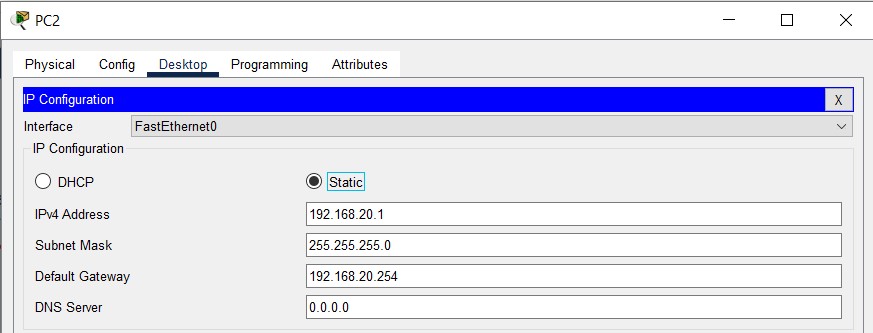 PC2
Physical Config Desktop Programming Attributes
IP Configuration X
Interface FastEthernet0
IP Configuration
DHCP Static
IPv4 Address 192.168.20.1
Subnet Mask 255.255.255.0
Default Gateway 192.168.20.254
DNS Server 0.0.0.0